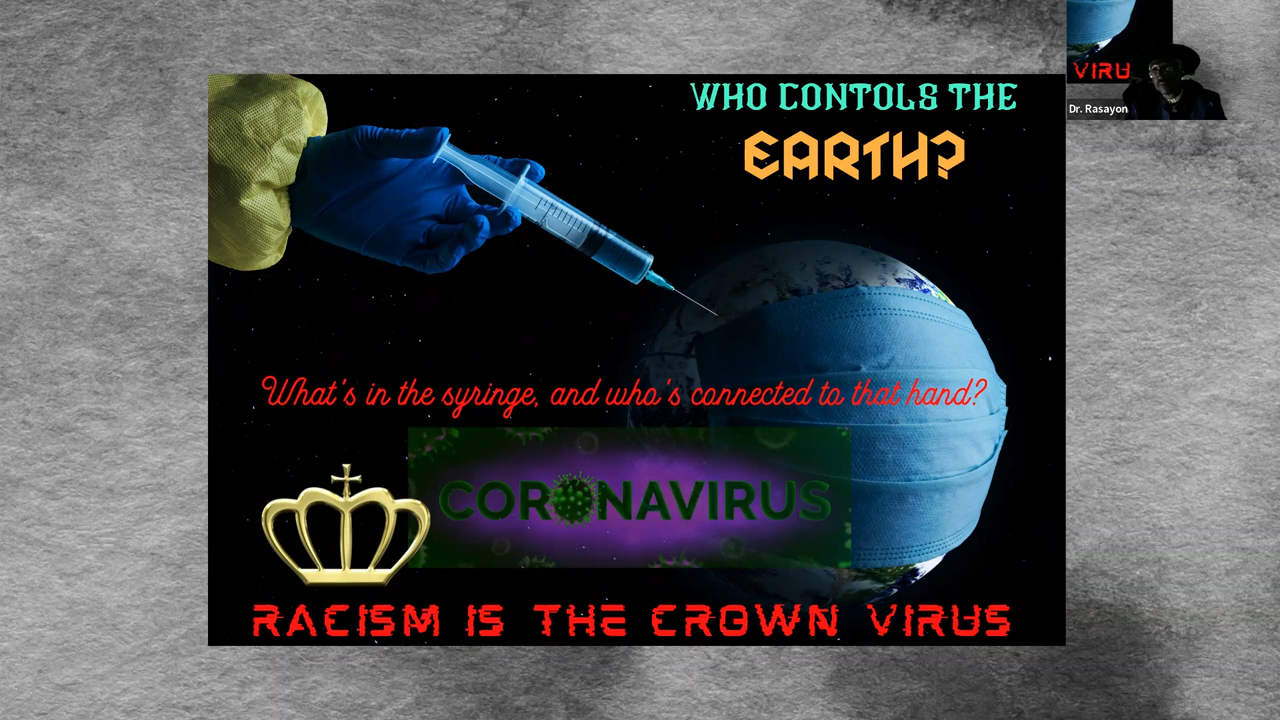 WHO CONTOLS THE
EARTH?
VIRU
Dr. Rasayon
What's in the syringe, and who's connected to that hand?
CORONAVIRUS
RACISM IS THE CROWN VIRUS